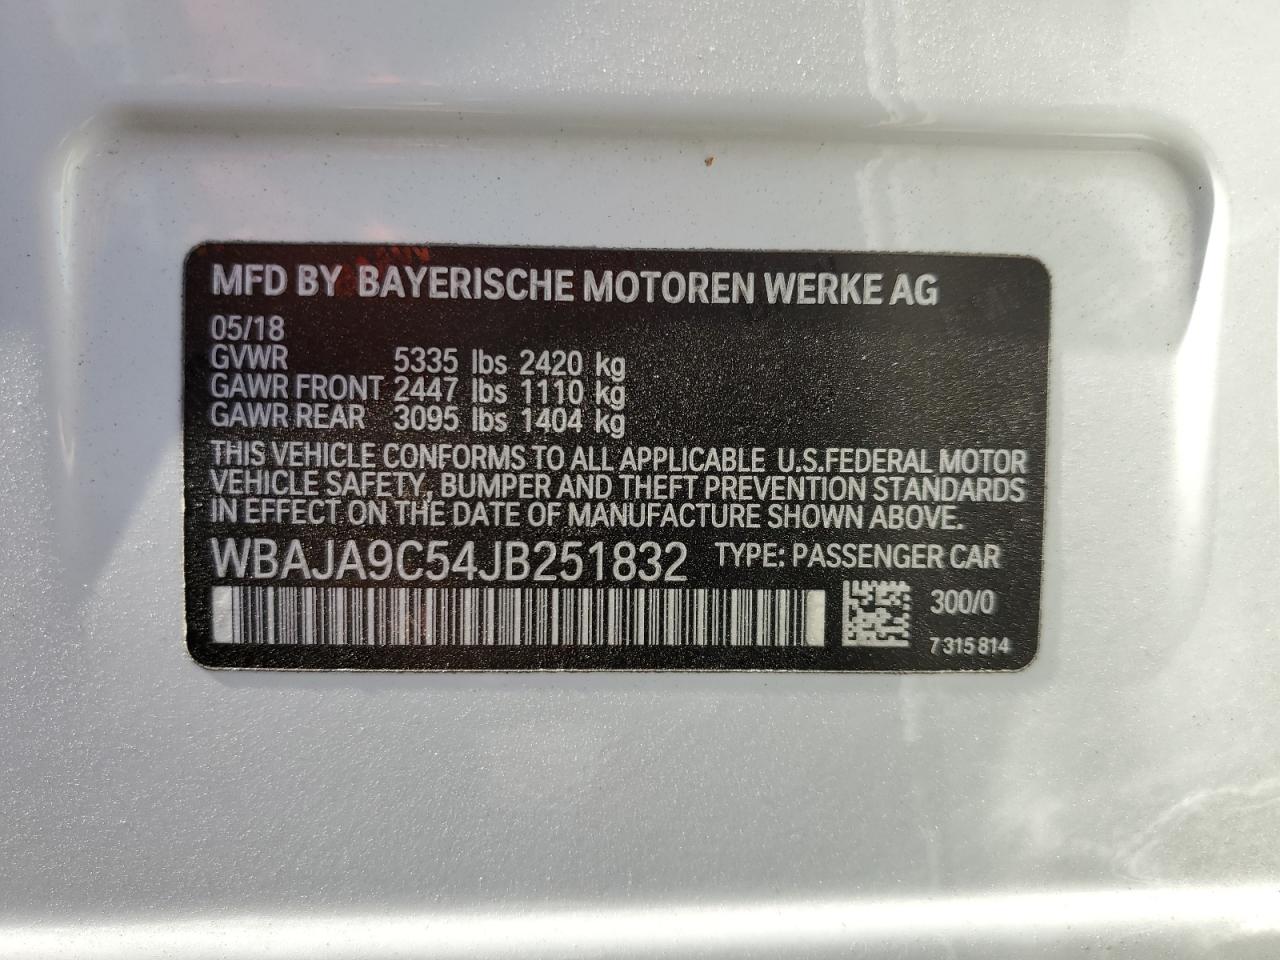 MFD BY BAYERISCHE MOTOREN WERKE AG
05/18
GVWR 5335 lbs 2420 kg
GAWR FRONT 2447 lbs 1110 kg
GAWR REAR 3095 lbs 1404 kg
THIS VEHICLE CONFORMS TO ALL APPLICABLE U.S.FEDERAL MOTOR
VEHICLE SAFETY, BUMPER AND THEFT PREVENTION STANDARDS
IN EFFECT ON THE DATE OF MANUFACTURE SHOWN ABOVE.
WBAJA9C54JB251832 TYPE: PASSENGER CAR
300/0
7 315 814